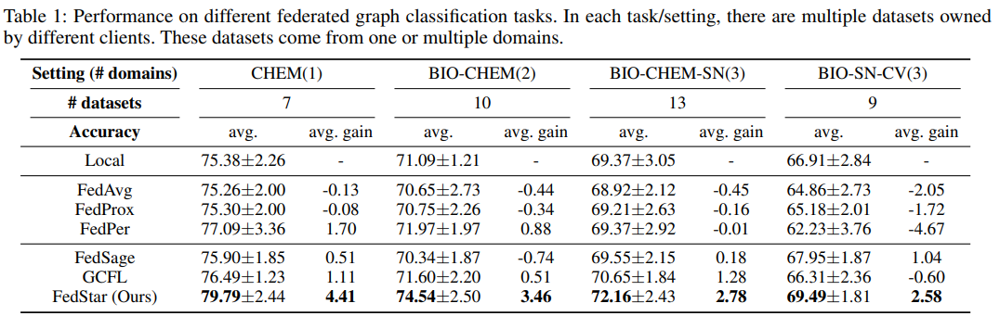 Table 1: Performance on different federated graph classification tasks. In each task/setting, there are multiple datasets owned
by different clients. These datasets come from one or multiple domains.
Setting (# domains) CHEM(1) BIO-CHEM(2) BIO-CHEM-SN(3) BIO-SN-CV(3)
# datasets 7 10 13 9
Accuracy avg. avg. gain avg. avg. gain avg. avg. gain avg. avg. gain
Local 75.38±2.26 - 71.09±1.21 - 69.37±3.05 - 66.91±2.84 -
FedAvg 75.26±2.00 -0.13 70.65±2.73 -0.44 68.92±2.12 -0.45 64.86±2.73 -2.05
FedProx 75.30±2.00 -0.08 70.75±2.26 -0.34 69.21±2.63 -0.16 65.18±2.01 -1.72
FedPer 77.09±3.36 1.70 71.97±1.97 0.88 69.37±2.92 -0.01 62.23±3.76 -4.67
FedSage 75.90±1.85 0.51 70.34±1.87 -0.74 69.55±2.15 0.18 67.95±1.87 1.04
GCFL 76.49±1.23 1.11 71.60±2.20 0.51 70.65±1.84 1.28 66.31±2.36 -0.60
FedStar (Ours) 79.79±2.44 4.41 74.54±2.50 3.46 72.16±2.43 2.78 69.49±1.81 2.58